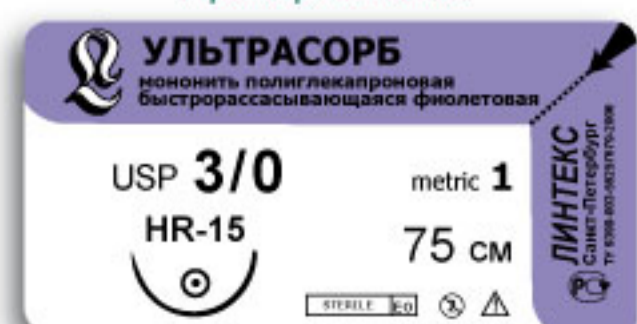 УЛЬТРАСОРБ
мононить полиглекапроновая
быстрорассасывающаяся фиолетовая
USP 3/0
metric 1
HR-15
75 см
STERILE EO
ЛИНТЕКС
Санкт-Петербург